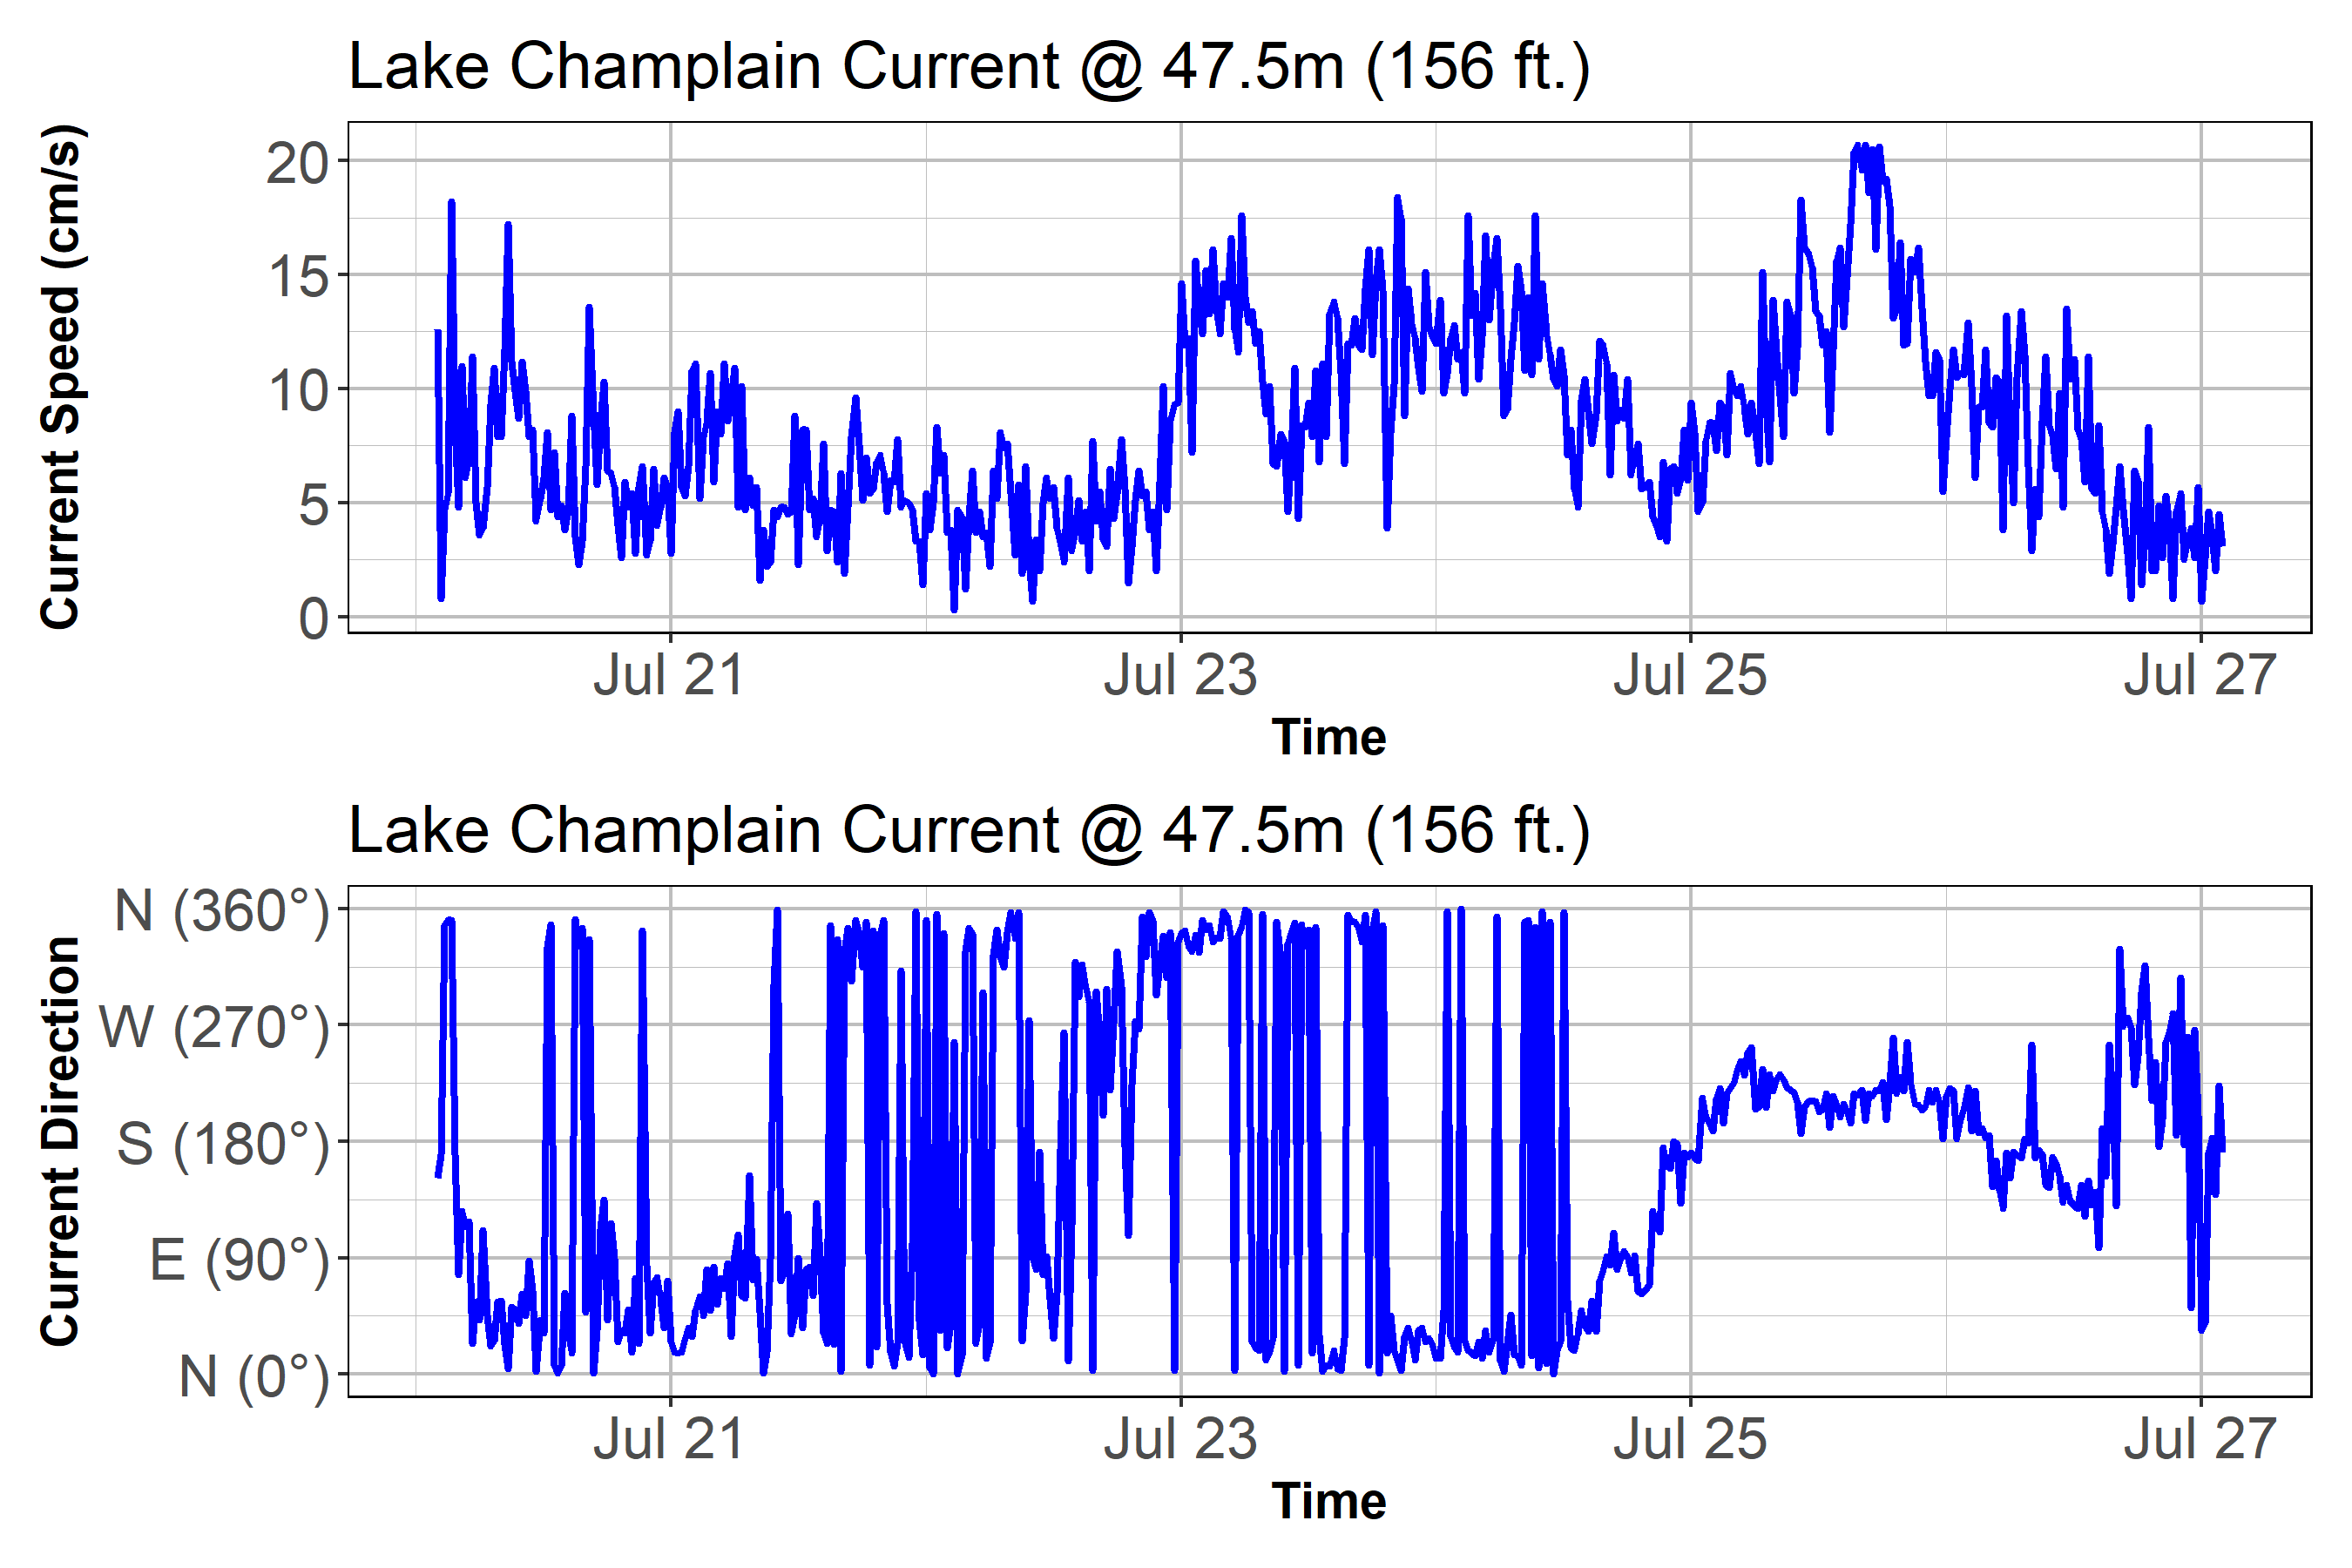 Lake Champlain Current @ 47.5m (156 ft.)
Current Speed (cm/s)
20
15
10
5
0
Jul 21 Jul 23 Jul 25 Jul 27
Time
Lake Champlain Current @ 47.5m (156 ft.)
Current Direction
N (360°)
W (270°)
S (180°)
E (90°)
N (0°)
Jul 21 Jul 23 Jul 25 Jul 27
Time